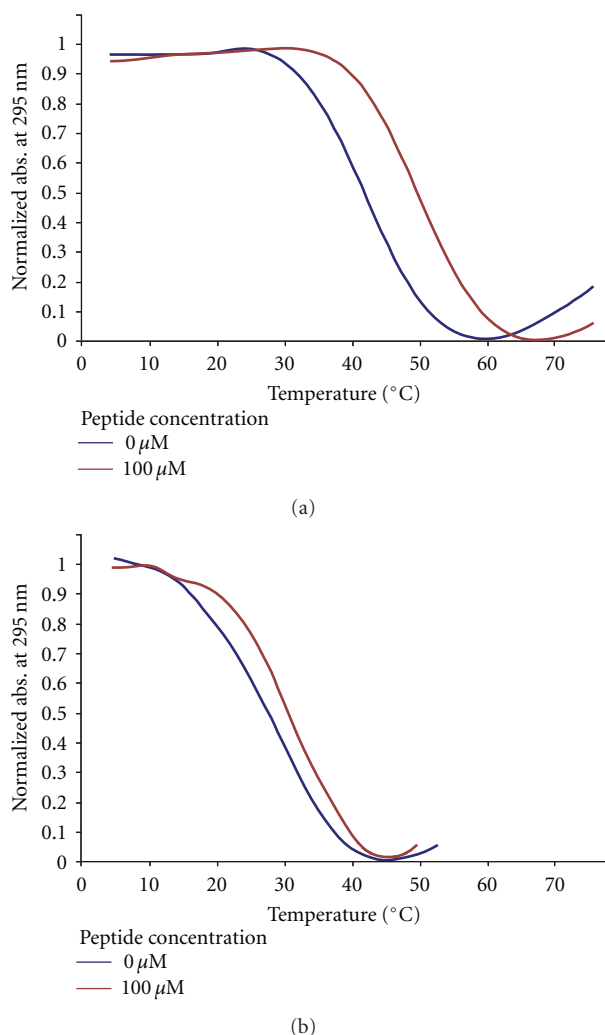 1
0.9
0.8
0.7
0.6
0.5
0.4
0.3
0.2
0.1
0
Normalized abs. at 295 nm
0 10 20 30 40 50 60 70
Temperature (°C)
Peptide concentration
0 μM
100 μM
(a)
1
0.9
0.8
0.7
0.6
0.5
0.4
0.3
0.2
0.1
0
Normalized abs. at 295 nm
0 10 20 30 40 50 60 70
Temperature (°C)
Peptide concentration
0 μM
100 μM
(b)